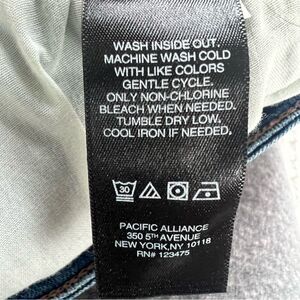 WASH INSIDE OUT.
MACHINE WASH COLD
WITH LIKE COLORS
GENTLE CYCLE.
ONLY NON-CHLORINE
BLEACH WHEN NEEDED.
TUMBLE DRY LOW.
COOL IRON IF NEEDED.
30
PACIFIC ALLIANCE
350 5TH AVENUE
NEW YORK,NY 10118
RN# 123475